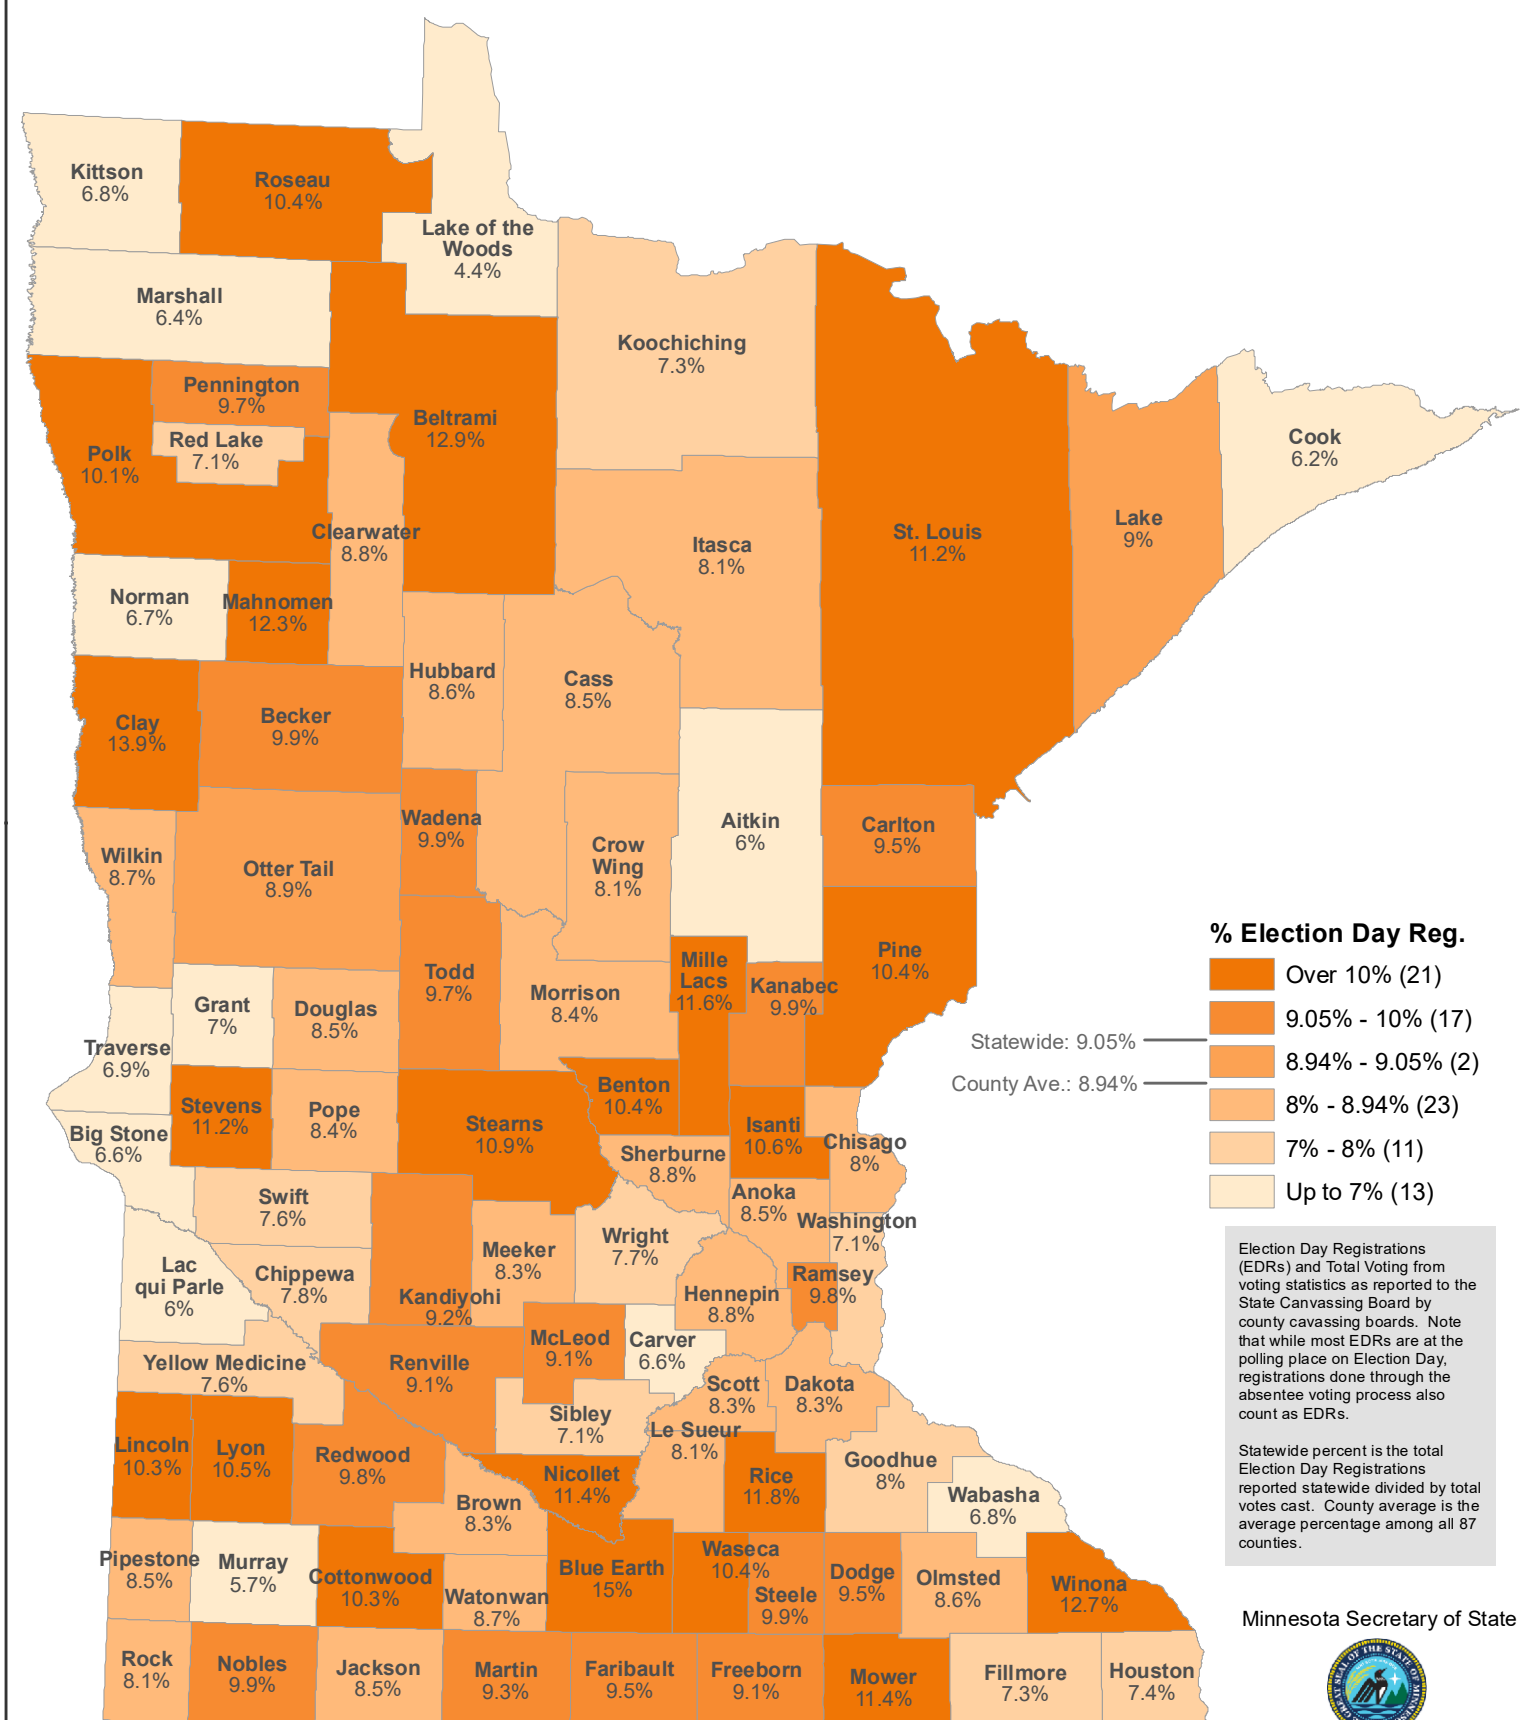 Kittson
6.8%
Roseau
10.4%
Lake of the
Woods
4.4%
Marshall
6.4%
Koochiching
7.3%
Pennington
9.7%
Beltrami
12.9%
Red Lake
7.1%
Polk
10.1%
Cook
6.2%
Lake
9%
St. Louis
11.2%
Clearwater
8.8%
Itasca
8.1%
Norman
6.7%
Mahnomen
12.3%
Hubbard
8.6%
Cass
8.5%
Clay
13.9%
Becker
9.9%
Wadena
9.9%
Aitkin
6%
Carlton
9.5%
Wilkin
8.7%
Otter Tail
8.9%
Crow
Wing
8.1%
Todd
9.7%
Morrison
8.4%
Mille
Lacs
11.6%
Kanabec
9.9%
Pine
10.4%
Grant
7%
Douglas
8.5%
Traverse
6.9%
Stevens
11.2%
Pope
8.4%
Stearns
10.9%
Benton
10.4%
Isanti
10.6%
Chisago
8%
Big Stone
6.6%
Sherburne
8.8%
Swift
7.6%
Anoka
8.5%
Washington
7.1%
Wright
7.7%
Meeker
8.3%
Lac
qui Parle
6%
Chippewa
7.8%
Kandiyohi
9.2%
Hennepin
8.8%
Ramsey
9.8%
McLeod
9.1%
Carver
6.6%
Yellow Medicine
7.6%
Renville
9.1%
Scott
8.3%
Dakota
8.3%
Sibley
7.1%
Le Sueur
8.1%
Lincoln
10.3%
Lyon
10.5%
Redwood
9.8%
Nicollet
11.4%
Rice
11.8%
Goodhue
8%
Wabasha
6.8%
Brown
8.3%
Pipestone
8.5%
Murray
5.7%
Cottonwood
10.3%
Watonwan
8.7%
Blue Earth
15%
Waseca
10.4%
Steele
9.9%
Dodge
9.5%
Olmsted
8.6%
Winona
12.7%
Rock
8.1%
Nobles
9.9%
Jackson
8.5%
Martin
9.3%
Faribault
9.5%
Freeborn
9.1%
Mower
11.4%
Fillmore
7.3%
Houston
7.4%
% Election Day Reg.
Over 10% (21)
9.05% - 10% (17)
8.94% - 9.05% (2)
8% - 8.94% (23)
7% - 8% (11)
Up to 7% (13)
Statewide: 9.05%
County Ave.: 8.94%
Election Day Registrations
(EDRs) and Total Voting from
voting statistics as reported to the
State Canvassing Board by
county cavassing boards.  Note
that while most EDRs are at the
polling place on Election Day,
registrations done through the
absentee voting process also
count as EDRs.
Statewide percent is the total
Election Day Registrations
reported statewide divided by total
votes cast.  County average is the
average percentage among all 87
counties.
Minnesota Secretary of State